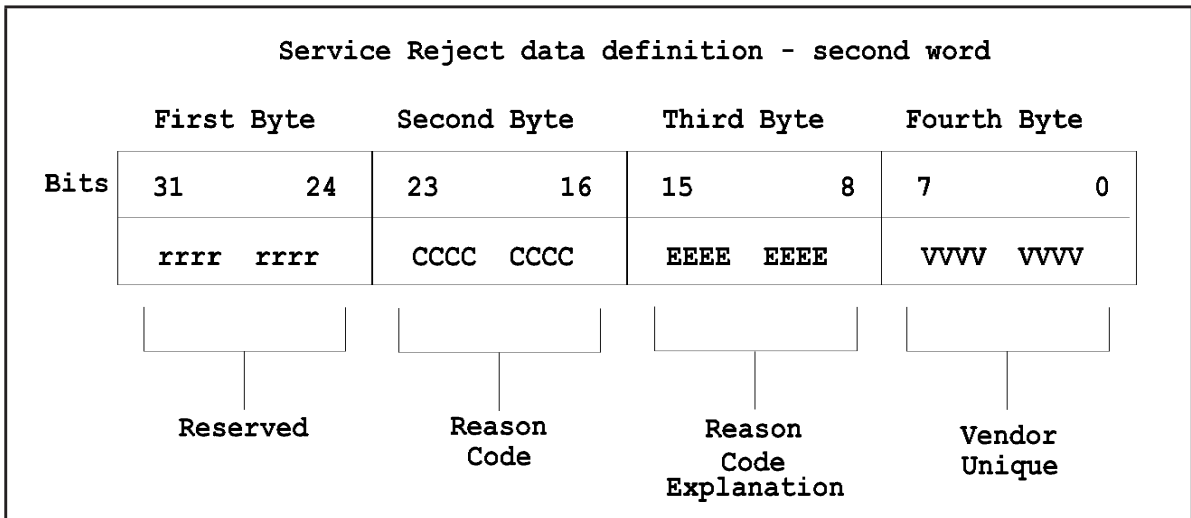 Service Reject data definition - second word
First Byte Second Byte Third Byte Fourth Byte
Bits 31 24 23 16 15 8 7 0
rrrr rrrr CCCC CCCC EEEE EEEE VVVV VVVV
Reserved Reason Code Reason Code Explanation Vendor Unique